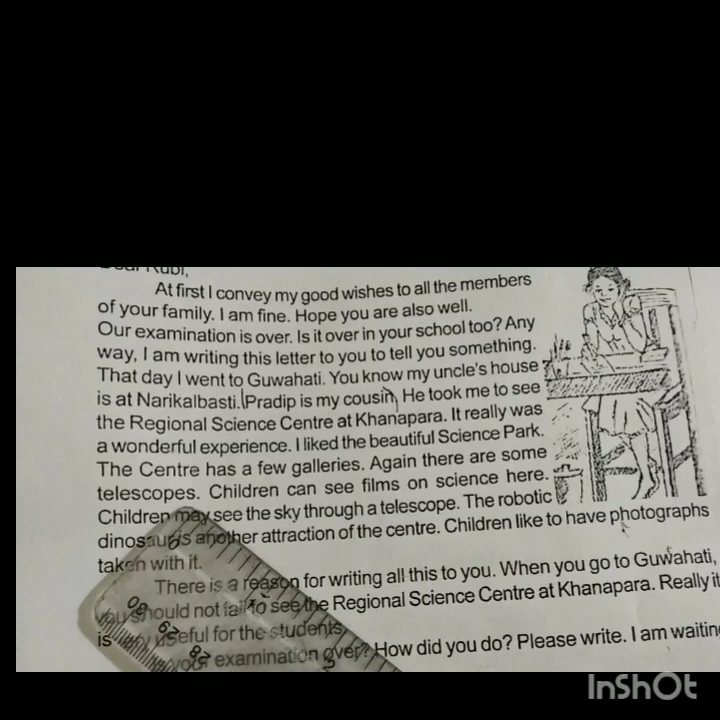 Dear Rubi,
At first I convey my good wishes to all the members
of your family. I am fine. Hope you are also well.
Our examination is over. Is it over in your school too? Any
way, I am writing this letter to you to tell you something.
That day I went to Guwahati. You know my uncle's house
is at Narikalbasti. Pradip is my cousin, He took me to see
the Regional Science Centre at Khanapara. It really was
a wonderful experience. I liked the beautiful Science Park.
The Centre has a few galleries. Again there are some
telescopes. Children can see films on science here.
Children may see the sky through a telescope. The robotic
dinosaur is another attraction of the centre. Children like to have photographs
taken with it.
There is a reason for writing all this to you. When you go to Guwahati,
you should not fail to see the Regional Science Centre at Khanapara. Really it
is useful for the students.
your examination over? How did you do? Please write. I am waiting
30 29 28
InShOt